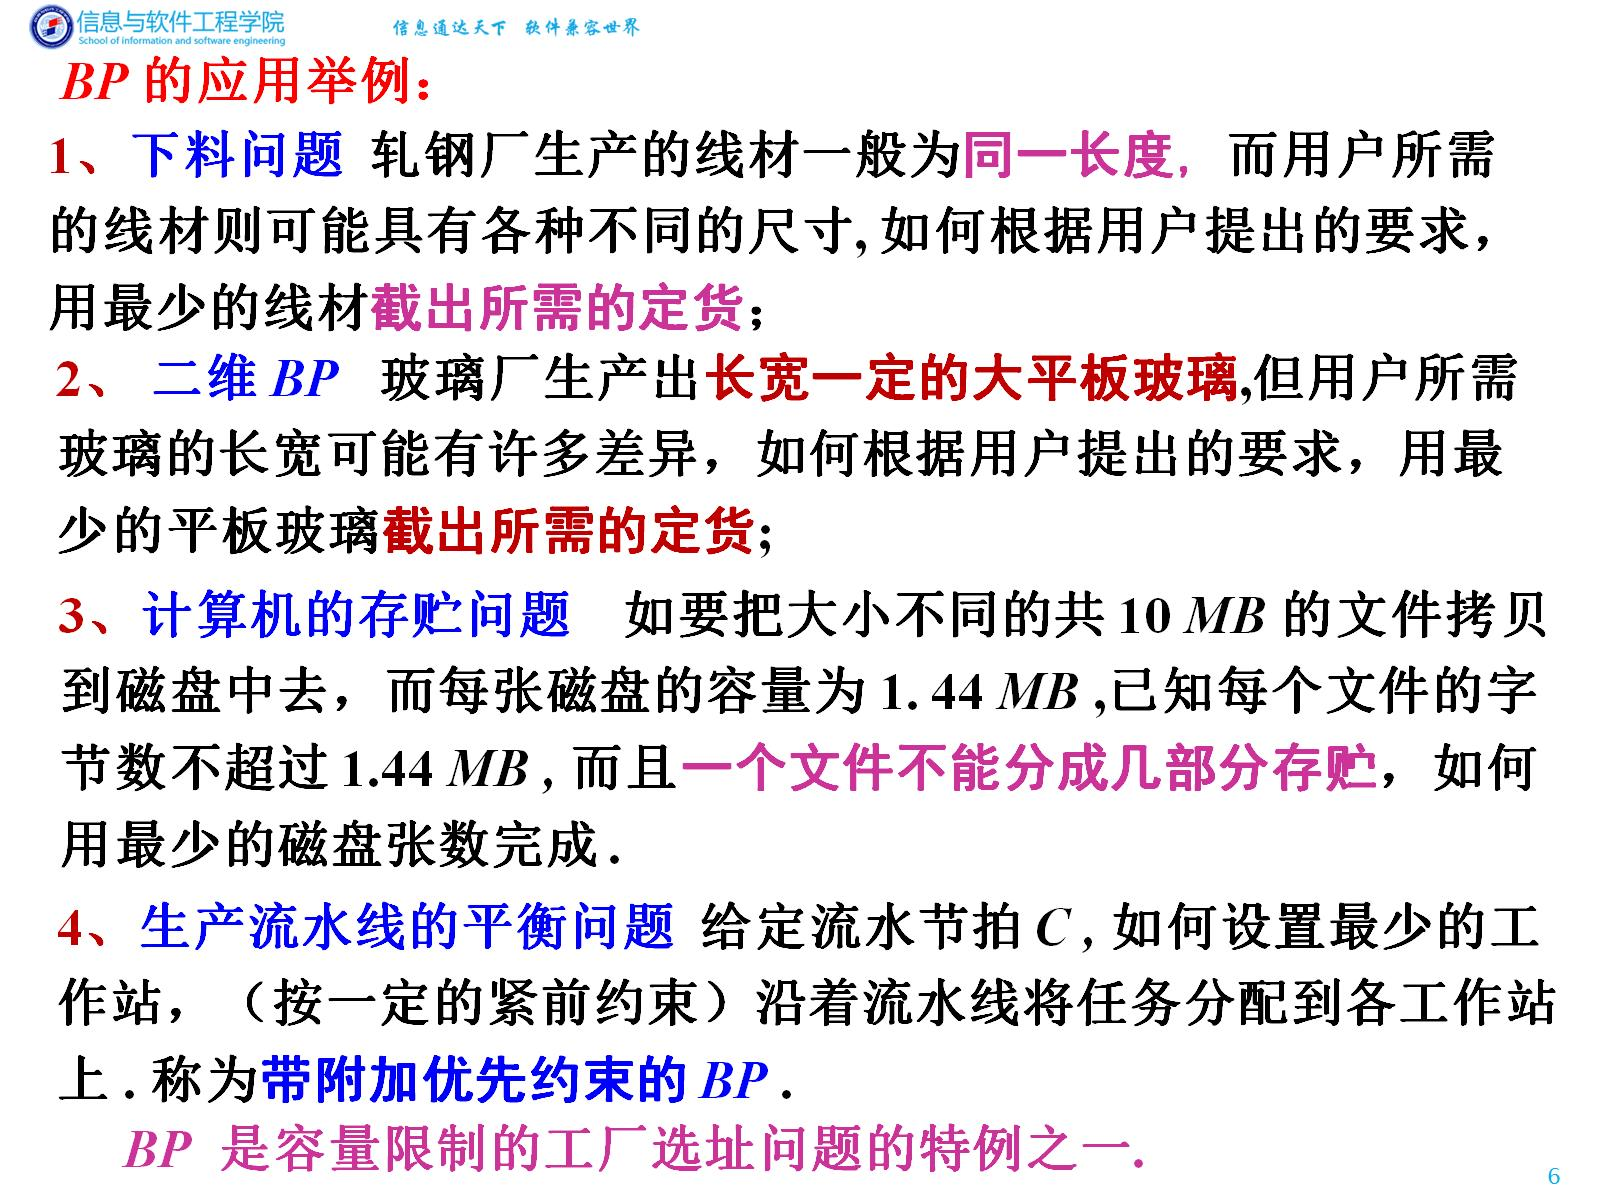 信息与软件工程学院
School of information and software engineering
信息通达天下 软件兼容世界
BP 的应用举例：
1、下料问题 轧钢厂生产的线材一般为同一长度，而用户所需
的线材则可能具有各种不同的尺寸, 如何根据用户提出的要求，
用最少的线材截出所需的定货；
2、 二维 BP 玻璃厂生产出长宽一定的大平板玻璃,但用户所需
玻璃的长宽可能有许多差异，如何根据用户提出的要求，用最
少的平板玻璃截出所需的定货;
3、计算机的存贮问题 如要把大小不同的共 10 MB 的文件拷贝
到磁盘中去，而每张磁盘的容量为 1. 44 MB ,已知每个文件的字
节数不超过 1.44 MB , 而且一个文件不能分成几部分存贮，如何
用最少的磁盘张数完成 .
4、生产流水线的平衡问题 给定流水节拍 C , 如何设置最少的工
作站，（按一定的紧前约束）沿着流水线将任务分配到各工作站
上 . 称为带附加优先约束的 BP .
BP 是容量限制的工厂选址问题的特例之一.
6